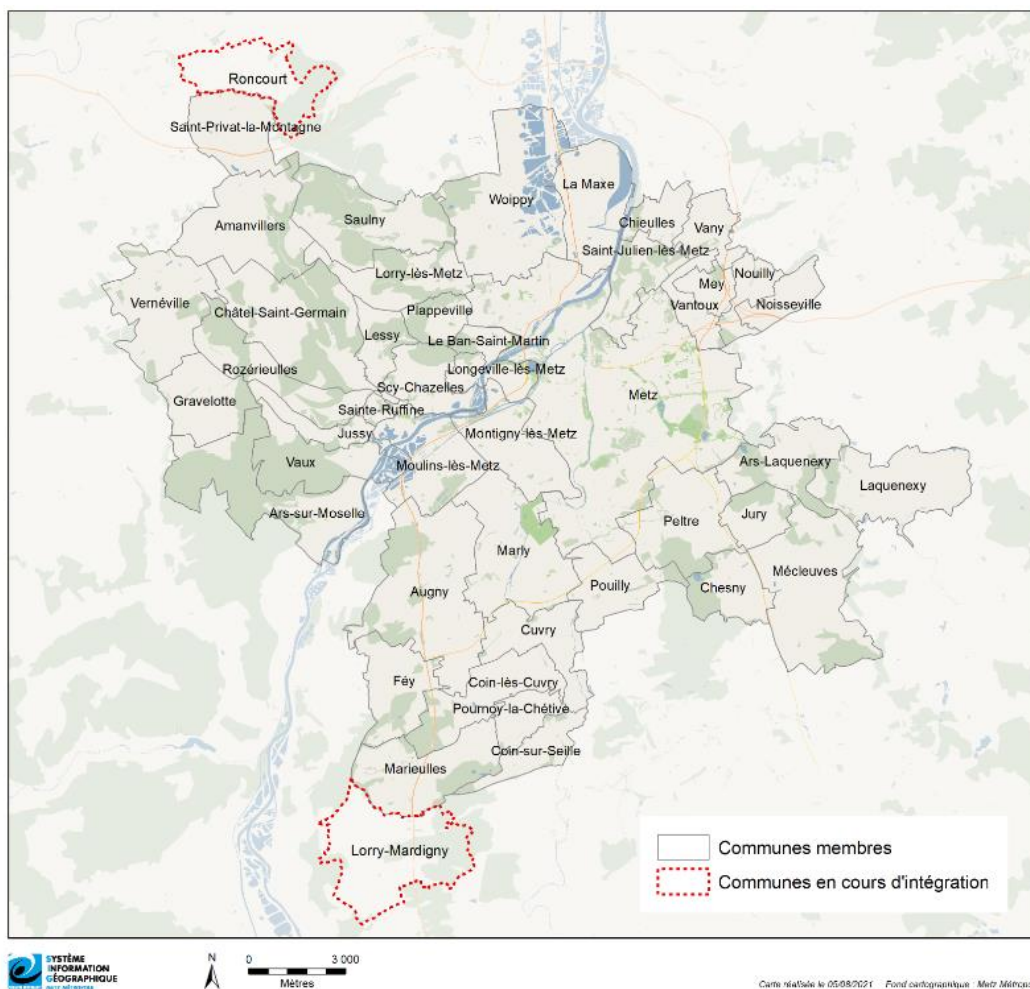 Roncourt
Saint-Privat-la-Montagne
Woippy
La Maxe
Saulny
Amanvillers
Chieulles
Vany
Saint-Julien-lès-Metz
Lorry-lès-Metz
Mey
Nouilly
Vernéville
Châtel-Saint-Germain
Plappeville
Vantoux
Noisseville
Lessy
Le Ban-Saint-Martin
Rozérieulles
Longeville-lès-Metz
Scy-Chazelles
Metz
Gravelotte
Sainte-Ruffine
Jussy
Montigny-lès-Metz
Vaux
Moulins-lès-Metz
Ars-Laquenexy
Laquenexy
Ars-sur-Moselle
Peltre
Jury
Marly
Mécleuves
Augny
Pouilly
Chesny
Cuvry
Féy
Coin-lès-Cuvry
Pournoy-la-Chétive
Coin-sur-Seille
Marieulles
Lorry-Mardigny
Communes membres
Communes en cours d'intégration
SYSTÈME
INFORMATION
GÉOGRAPHIQUE
N
0 3 000
Mètres
Carte réalisée le 05/08/2021 Fond cartographique : Metz Métropo